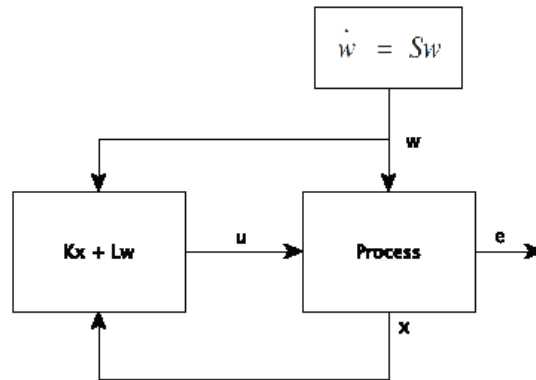 ẇ = Sw
w
Kx + Lw
u
Process
e
x